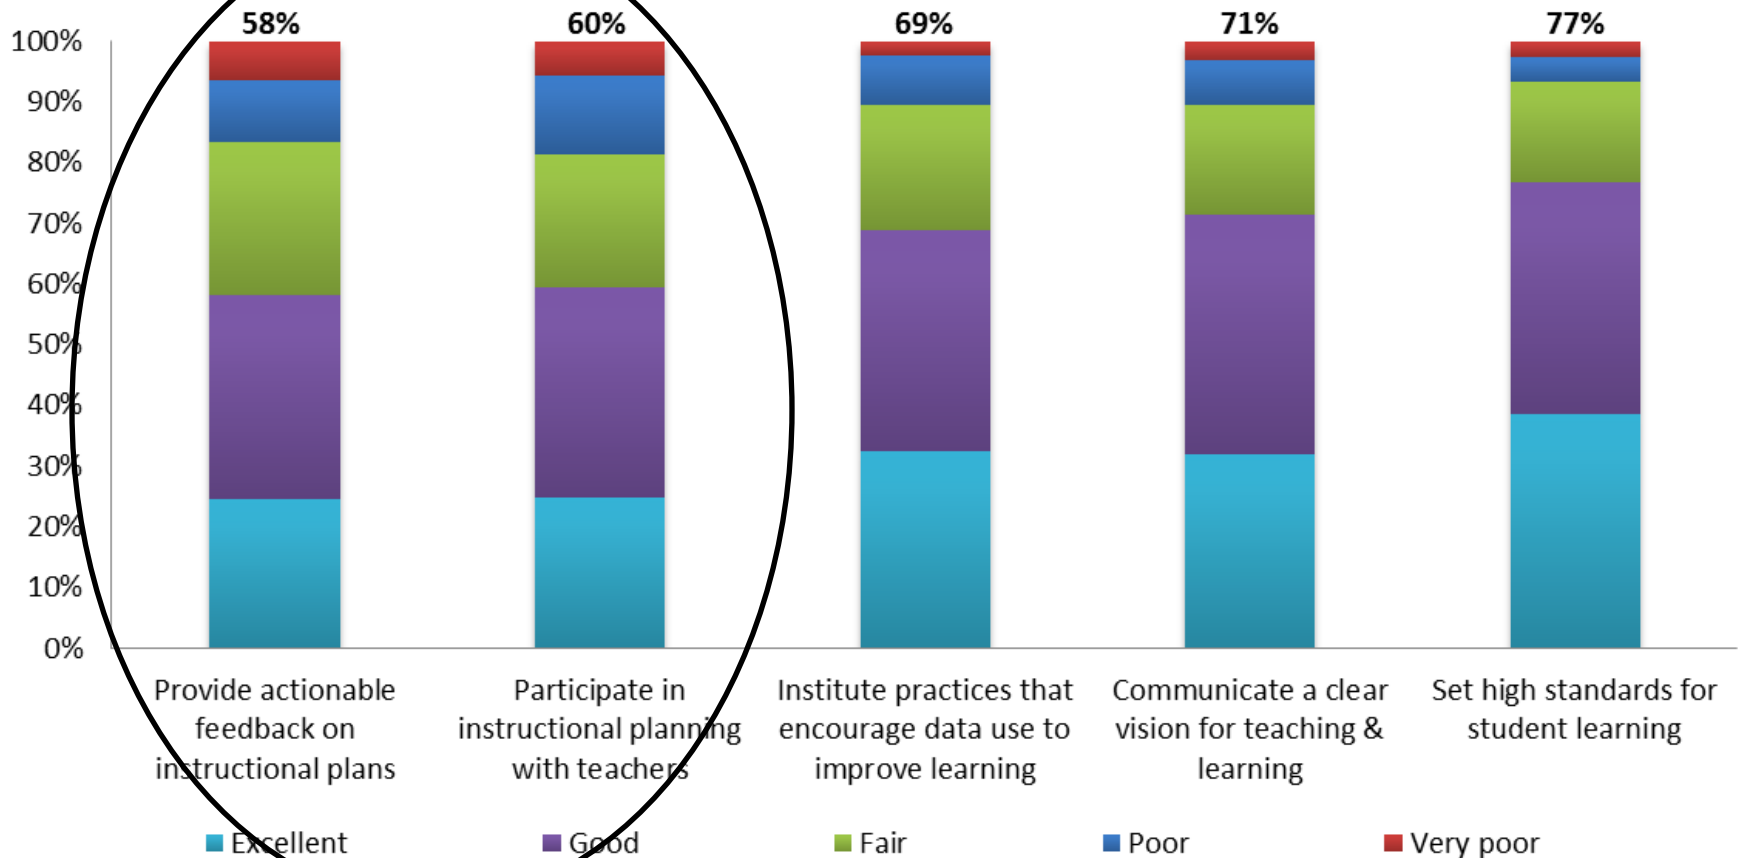 58% 60% 69% 71% 77%
100%
90%
80%
70%
60%
50%
40%
30%
20%
10%
0%
Provide actionable
feedback on
instructional plans
Participate in
instructional planning
with teachers
Institute practices that
encourage data use to
improve learning
Communicate a clear
vision for teaching &
learning
Set high standards for
student learning
Excellent Good Fair Poor Very poor